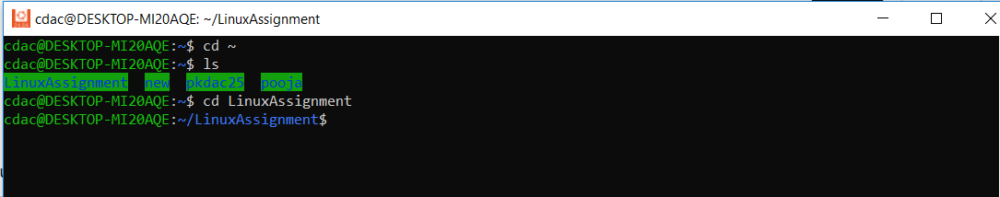 cdac@DESKTOP-MI20AQE: ~/LinuxAssignment
cdac@DESKTOP-MI20AQE:~$ cd ~
cdac@DESKTOP-MI20AQE:~$ ls
LinuxAssignment  new  pkdac25  pooja
cdac@DESKTOP-MI20AQE:~$ cd LinuxAssignment
cdac@DESKTOP-MI20AQE:~/LinuxAssignment$